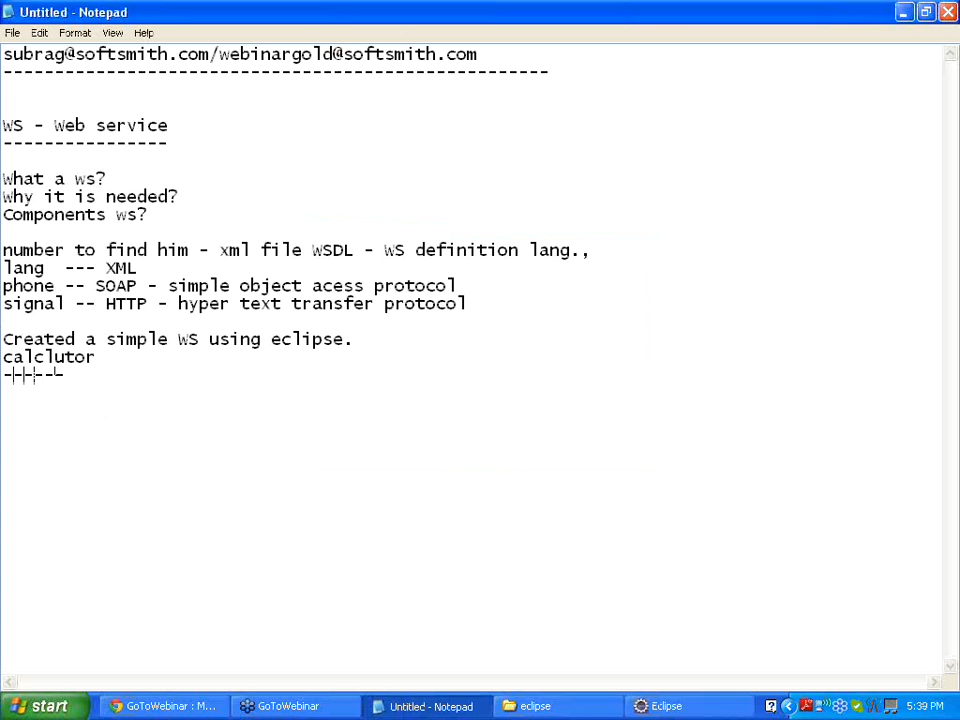 Untitled - Notepad
File Edit Format View Help
subrag@softsmith.com/webinargold@softsmith.com
-----------------------------------------------------
WS - Web service
----------------
What a ws?
Why it is needed?
Components ws?
number to find him - xml file WSDL - WS definition lang.,
lang --- XML
phone -- SOAP - simple object acess protocol
signal -- HTTP - hyper text transfer protocol
Created a simple WS using eclipse.
calclutor
------
start GoToWebinar : M... GoToWebinar Untitled - Notepad eclipse Eclipse 5:39 PM